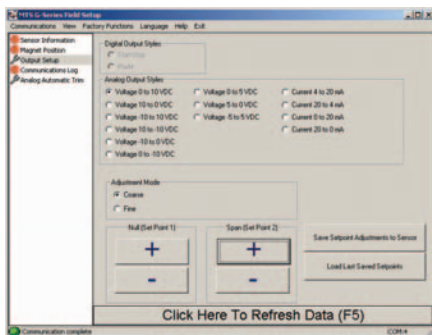 MTS G-Series Field Setup
Communications View Factory Functions Language Help Exit
Sensor Information
Magnet Position
Output Setup
Communications Log
Analog Automatic Trim
Digital Output Styles
Start/Stop
Analog Output Styles
Voltage 0 to 10 VDC
Voltage 10 to 0 VDC
Voltage -10 to 10 VDC
Voltage 10 to -10 VDC
Voltage -10 to 0 VDC
Voltage 0 to -10 VDC
Voltage 0 to 5 VDC
Voltage 5 to 0 VDC
Voltage -5 to 5 VDC
Current 4 to 20 mA
Current 20 to 4 mA
Current 0 to 20 mA
Current 20 to 0 mA
Adjustment Mode
Coarse
Fine
Null (Set Point 1)
+
-
Span (Set Point 2)
+
-
Save Setpoint Adjustments to Sensor
Load Last Saved Setpoints
Click Here To Refresh Data (F5)
Communication complete
COM:4